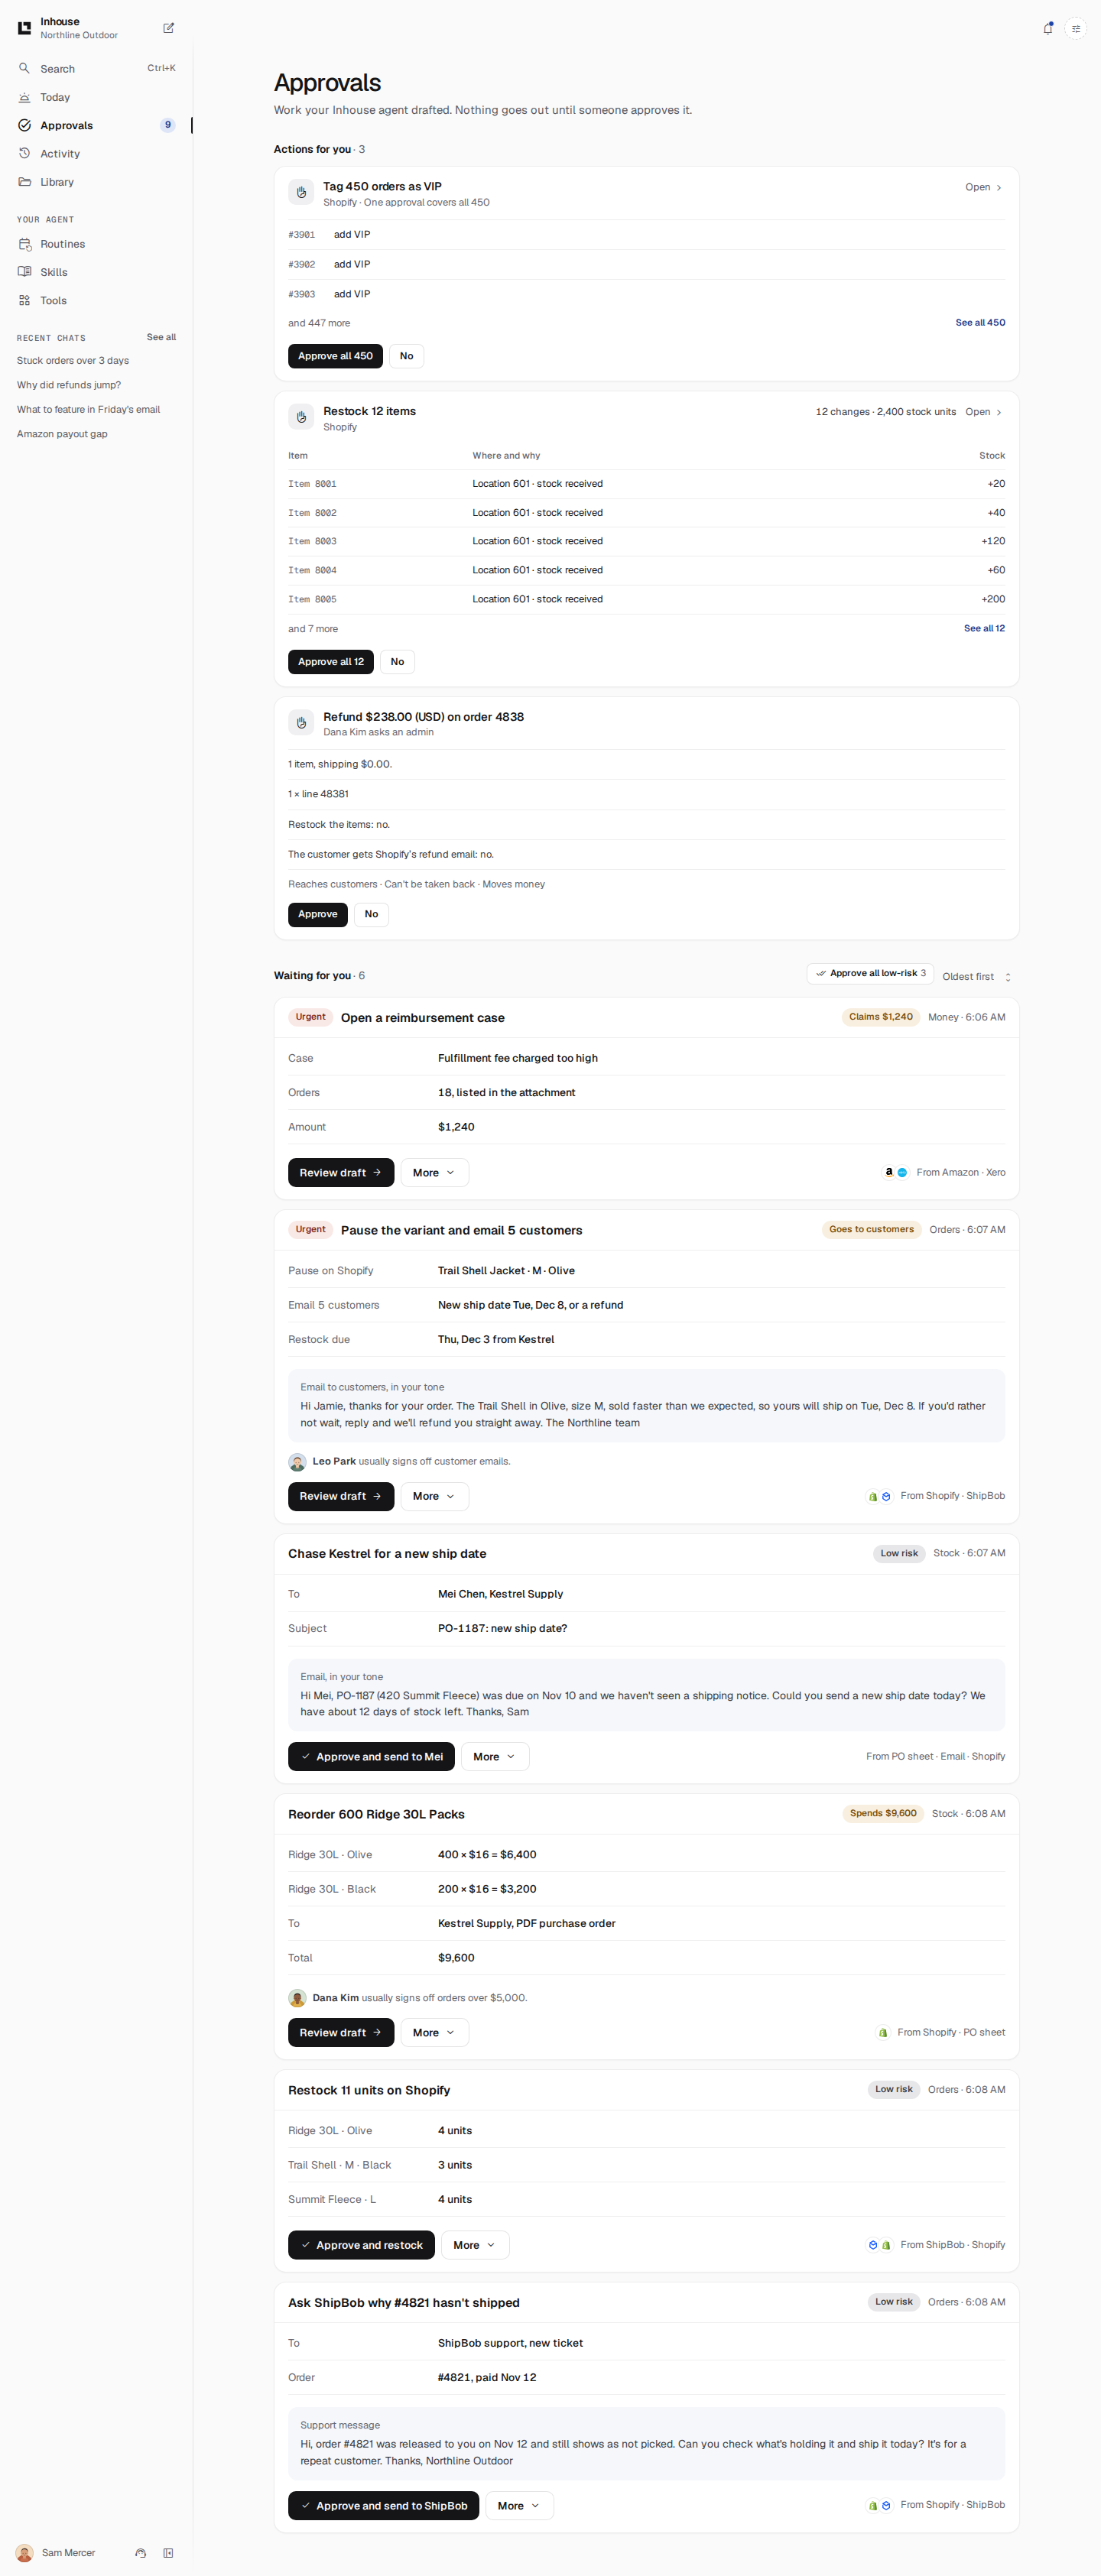 Inhouse
Northline Outdoor
Search Ctrl+K
Today
Approvals 9
Activity
Library
YOUR AGENT
Routines
Skills
Tools
RECENT CHATS See all
Stuck orders over 3 days
Why did refunds jump?
What to feature in Friday's email
Amazon payout gap
Sam Mercer
Approvals
Work your Inhouse agent drafted. Nothing goes out until someone approves it.
Actions for you · 3
Tag 450 orders as VIP Open
Shopify · One approval covers all 450
#3901 add VIP
#3902 add VIP
#3903 add VIP
and 447 more See all 450
Approve all 450 No
Restock 12 items 12 changes · 2,400 stock units Open
Shopify
Item Where and why Stock
Item 8001 Location 601 · stock received +20
Item 8002 Location 601 · stock received +40
Item 8003 Location 601 · stock received +120
Item 8004 Location 601 · stock received +60
Item 8005 Location 601 · stock received +200
and 7 more See all 12
Approve all 12 No
Refund $238.00 (USD) on order 4838
Dana Kim asks an admin
1 item, shipping $0.00.
1 × line 48381
Restock the items: no.
The customer gets Shopify's refund email: no.
Reaches customers · Can't be taken back · Moves money
Approve No
Waiting for you · 6 Approve all low-risk 3 Oldest first
Urgent Open a reimbursement case Claims $1,240 Money · 6:06 AM
Case Fulfillment fee charged too high
Orders 18, listed in the attachment
Amount $1,240
Review draft More From Amazon · Xero
Urgent Pause the variant and email 5 customers Goes to customers Orders · 6:07 AM
Pause on Shopify Trail Shell Jacket · M · Olive
Email 5 customers New ship date Tue, Dec 8, or a refund
Restock due Thu, Dec 3 from Kestrel
Email to customers, in your tone
Hi Jamie, thanks for your order. The Trail Shell in Olive, size M, sold faster than we expected, so yours will ship on Tue, Dec 8. If you'd rather
not wait, reply and we'll refund you straight away. The Northline team
Leo Park usually signs off customer emails.
Review draft More From Shopify · ShipBob
Chase Kestrel for a new ship date Low risk Stock · 6:07 AM
To Mei Chen, Kestrel Supply
Subject PO-1187: new ship date?
Email, in your tone
Hi Mei, PO-1187 (420 Summit Fleece) was due on Nov 10 and we haven't seen a shipping notice. Could you send a new ship date today? We
have about 12 days of stock left. Thanks, Sam
Approve and send to Mei More From PO sheet · Email · Shopify
Reorder 600 Ridge 30L Packs Spends $9,600 Stock · 6:08 AM
Ridge 30L · Olive 400 × $16 = $6,400
Ridge 30L · Black 200 × $16 = $3,200
To Kestrel Supply, PDF purchase order
Total $9,600
Dana Kim usually signs off orders over $5,000.
Review draft More From Shopify · PO sheet
Restock 11 units on Shopify Low risk Orders · 6:08 AM
Ridge 30L · Olive 4 units
Trail Shell · M · Black 3 units
Summit Fleece · L 4 units
Approve and restock More From ShipBob · Shopify
Ask ShipBob why #4821 hasn't shipped Low risk Orders · 6:08 AM
To ShipBob support, new ticket
Order #4821, paid Nov 12
Support message
Hi, order #4821 was released to you on Nov 12 and still shows as not picked. Can you check what's holding it and ship it today? It's for a
repeat customer. Thanks, Northline Outdoor
Approve and send to ShipBob More From Shopify · ShipBob